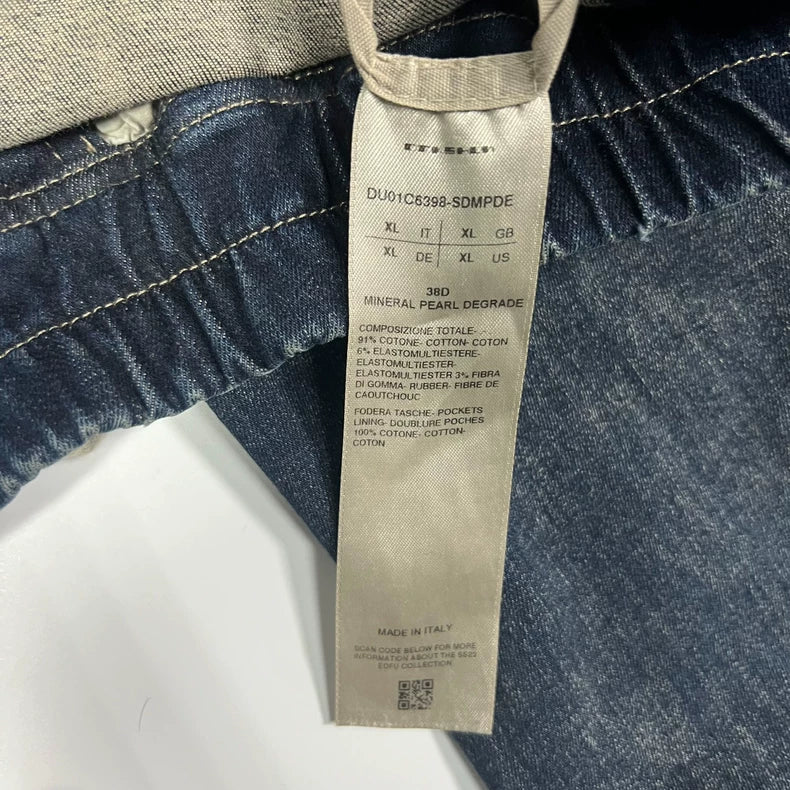 DU01C6398-SDMPDE
XL IT XL GB
XL DE XL US
38D
MINERAL PEARL DEGRADE
COMPOSIZIONE TOTALE- . -
91% COTONE- COTTON- COTON
6% ELASTOMULTIESTERE-
ELASTOMULTIESTER-
ELASTOMULTIESTER 3% FIBRA
DI GOMMA- RUBBER- FIBRE DE
CAOUTCHOUC
FODERA TASCHE- POCKETS
LINING- DOUBLURE POCHES
100% COTONE- COTTON-
COTON
MADE IN ITALY
SCAN CODE BELOW FOR MORE
INFORMATION ABOUT THE SS22
EDFU COLLECTION